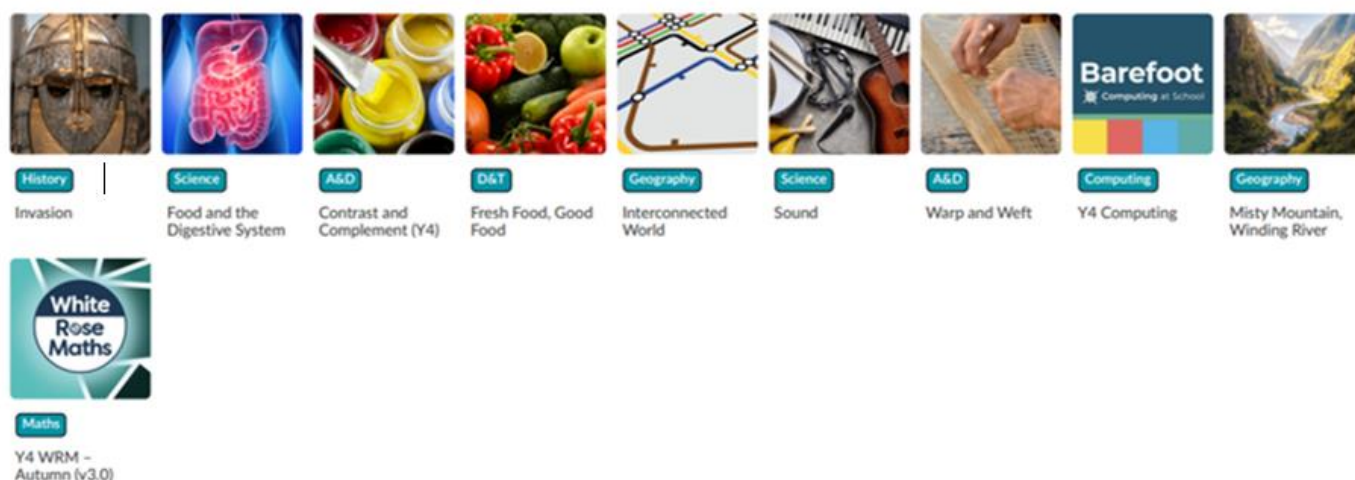 Barefoot
Computing at School
History
Science
A&D
D&T
Geography
Science
A&D
Computing
Geography
Invasion
Food and the
Digestive System
Contrast and
Complement (Y4)
Fresh Food, Good
Food
Interconnected
World
Sound
Warp and Weft
Y4 Computing
Misty Mountain,
Winding River
White
Rose
Maths
Maths
Y4 WRM –
Autumn (v3.0)